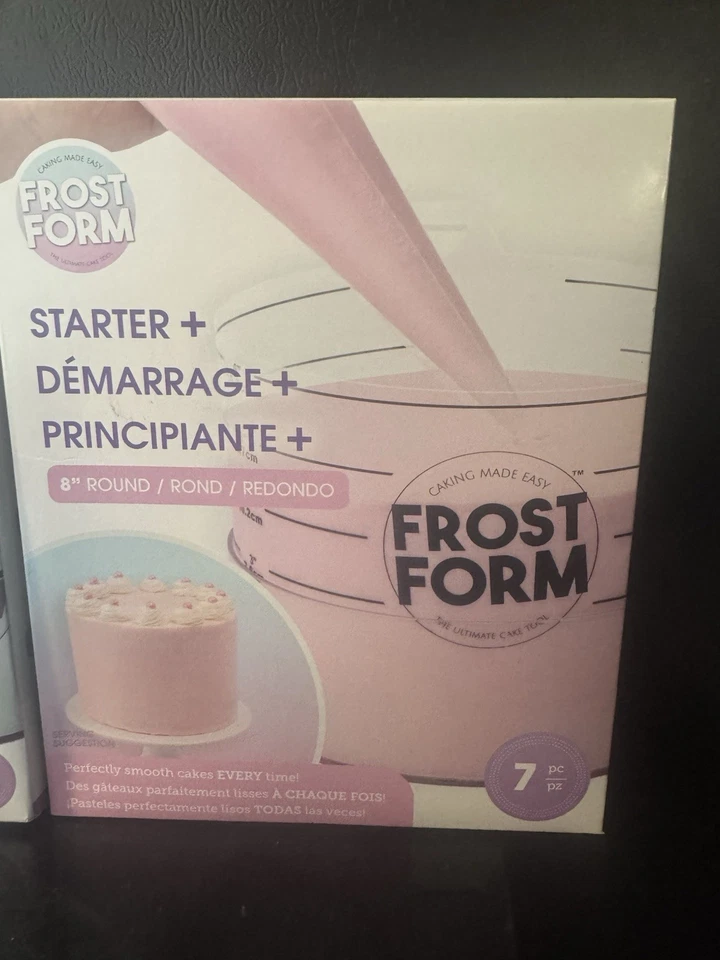 CAKING MADE EASY
FROST
FORM
THE ULTIMATE CAKE TOOL
STARTER +
DÉMARRAGE +
PRINCIPIANTE +
8” ROUND / ROND / REDONDO
CAKING MADE EASY
™
FROST
FORM
THE ULTIMATE CAKE TOOL
SERVING
SUGGESTION
Perfectly smooth cakes EVERY time!
Des gâteaux parfaitement lisses À CHAQUE FOIS!
¡Pasteles perfectamente lisos TODAS las veces!
7 pc
pz